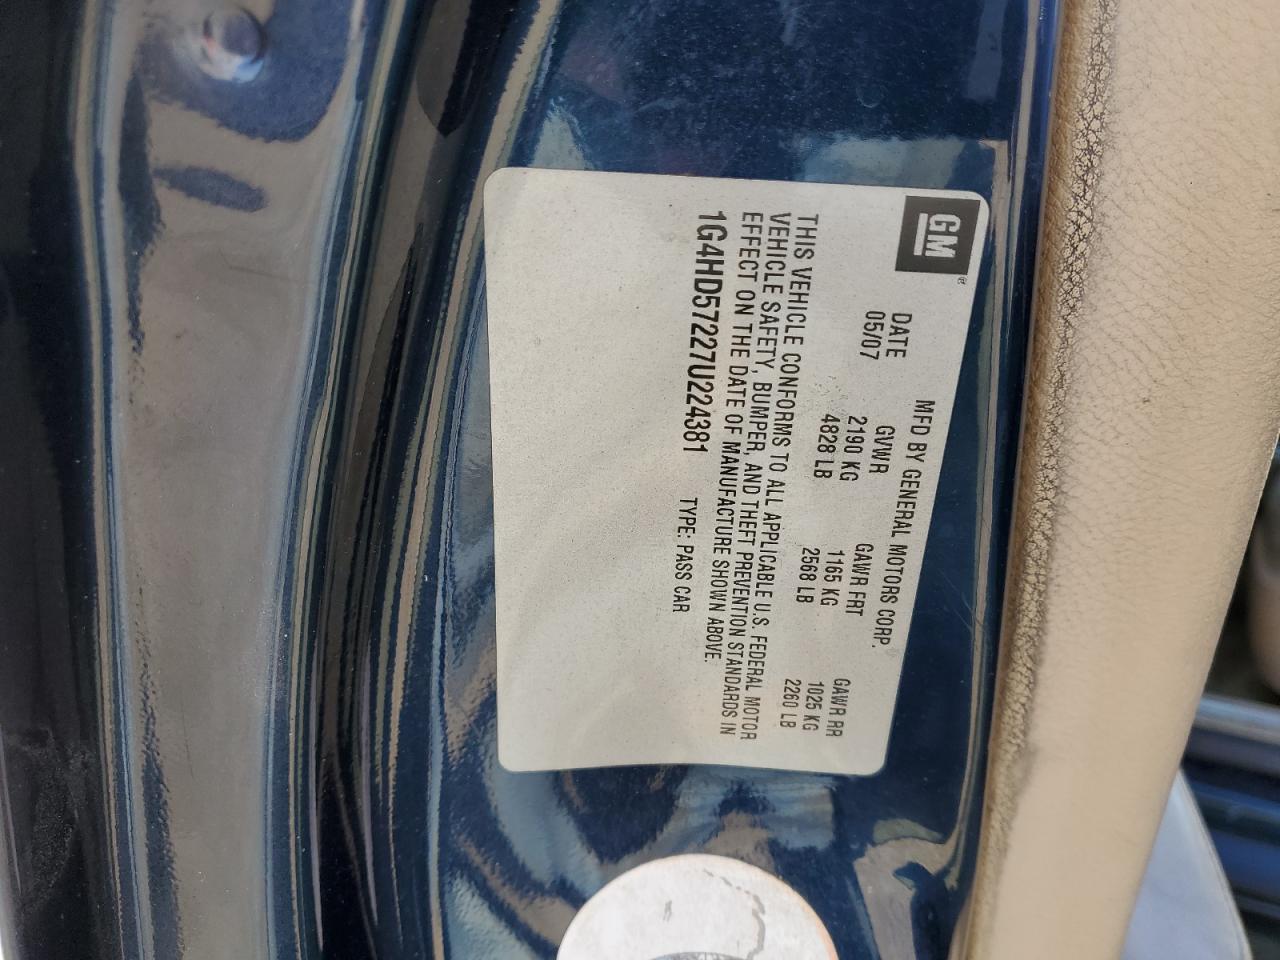 GM
MFD BY GENERAL MOTORS CORP.
DATE GVWR GAWR FRT GAWR RR
05/07 2190 KG 1165 KG 1025 KG
4828 LB 2568 LB 2260 LB
THIS VEHICLE CONFORMS TO ALL APPLICABLE U.S. FEDERAL MOTOR
VEHICLE SAFETY, BUMPER, AND THEFT PREVENTION STANDARDS IN
EFFECT ON THE DATE OF MANUFACTURE SHOWN ABOVE.
1G4HD57227U224381 TYPE: PASS CAR